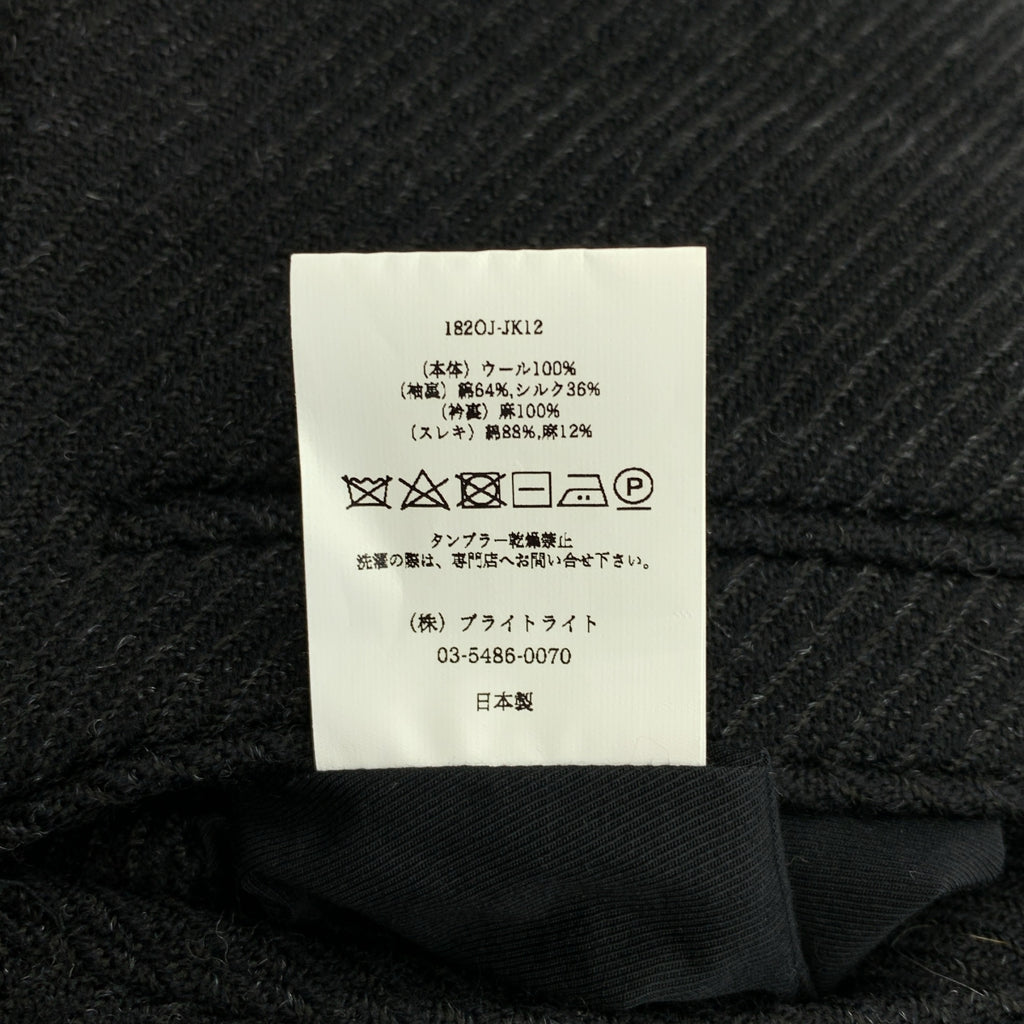 182OJ-JK12
(本体) ウール100%
(袖裏) 綿64%,シルク36%
(衿裏) 麻100%
(スレキ) 綿88%,麻12%
P
タンブラー乾燥禁止
洗濯の際は、専門店へお問い合せ下さい。
(株) ブライトライト
03-5486-0070
日本製